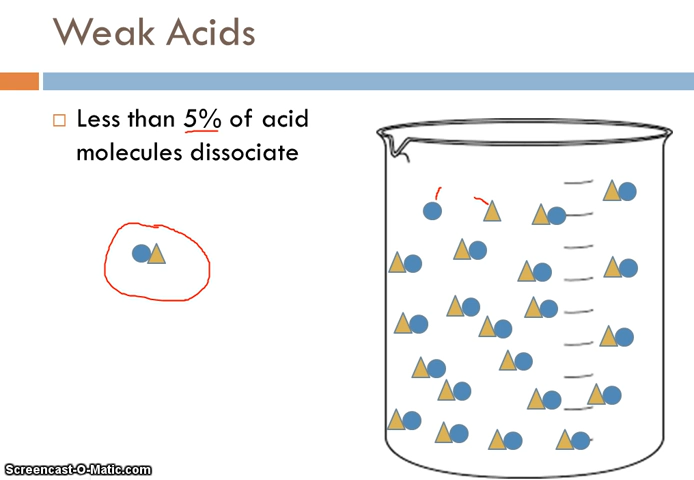 Weak Acids
Less than 5% of acid
molecules dissociate
Screencast-O-Matic.com